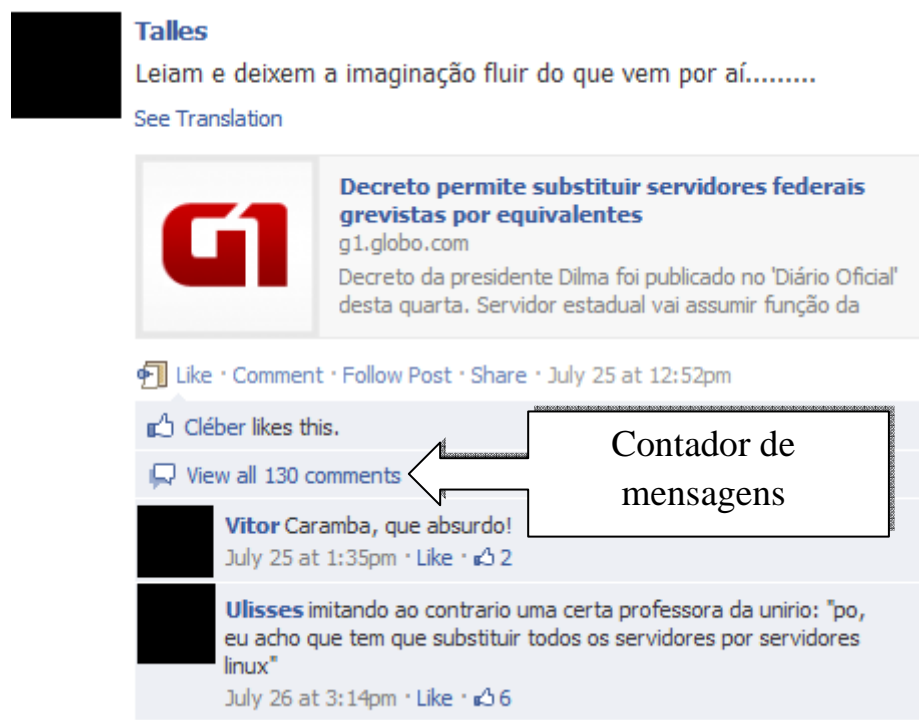 Talles
Leiam e deixem a imaginação fluir do que vem por aí.........
See Translation
G1
Decreto permite substituir servidores federais
grevistas por equivalentes
g1.globo.com
Decreto da presidente Dilma foi publicado no 'Diário Oficial'
desta quarta. Servidor estadual vai assumir função da
Like · Comment · Follow Post · Share · July 25 at 12:52pm
Cléber likes this.
View all 130 comments
Contador de
mensagens
Vitor Caramba, que absurdo!
July 25 at 1:35pm · Like · 2
Ulisses imitando ao contrario uma certa professora da unirio: "po,
eu acho que tem que substituir todos os servidores por servidores
linux"
July 26 at 3:14pm · Like · 6